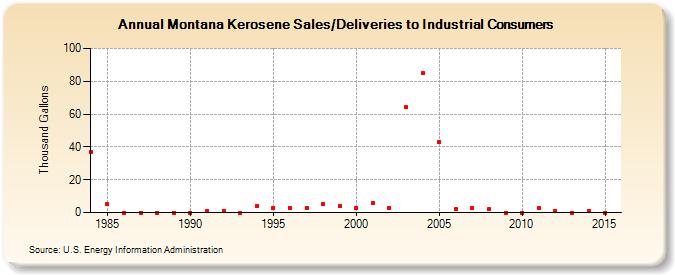 Annual Montana Kerosene Sales/Deliveries to Industrial Consumers
Thousand Gallons
100
80
60
40
20
0
1985 1990 1995 2000 2005 2010 2015
Source: U.S. Energy Information Administration